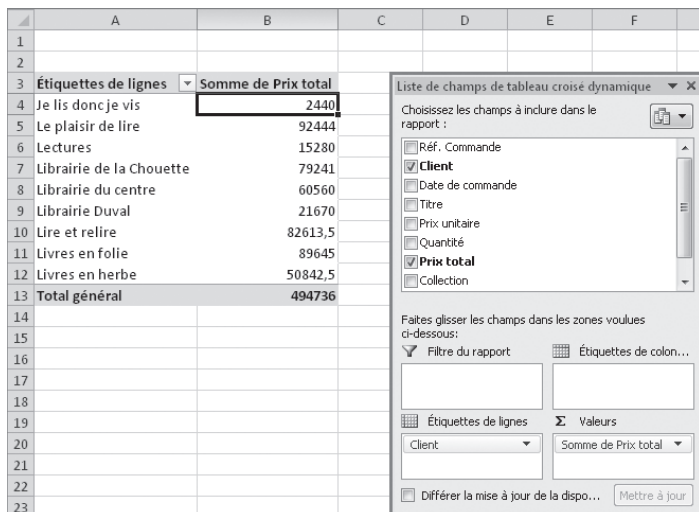 A B C D E F
1
2
3 Étiquettes de lignes Somme de Prix total
4 Je lis donc je vis 2440
5 Le plaisir de lire 92444
6 Lectures 15280
7 Librairie de la Chouette 79241
8 Librairie du centre 60560
9 Librairie Duval 21670
10 Lire et relire 82613,5
11 Livres en folie 89645
12 Livres en herbe 50842,5
13 Total général 494736
14
15
16
17
18
19
20
21
22
23
Liste de champs de tableau croisé dynamique
Choisissez les champs à inclure dans le
rapport :
Réf. Commande
Client
Date de commande
Titre
Prix unitaire
Quantité
Prix total
Collection
Faites glisser les champs dans les zones voulues
ci-dessous:
Filtre du rapport Étiquettes de colon...
Étiquettes de lignes Σ Valeurs
Client Somme de Prix total
Différer la mise à jour de la dispo... Mettre à jour